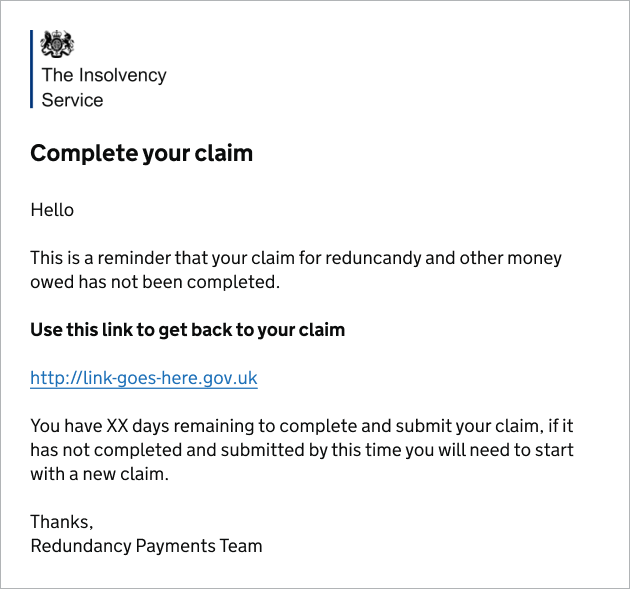 The Insolvency
Service
Complete your claim
Hello
This is a reminder that your claim for reduncandy and other money
owed has not been completed.
Use this link to get back to your claim
http://link-goes-here.gov.uk
You have XX days remaining to complete and submit your claim, if it
has not completed and submitted by this time you will need to start
with a new claim.
Thanks,
Redundancy Payments Team